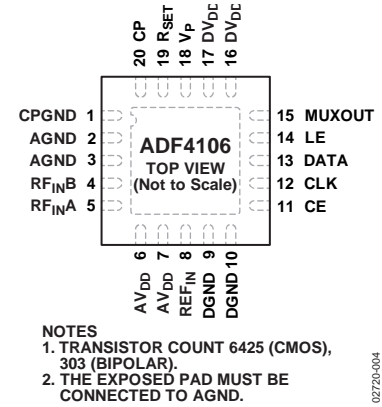 20 CP
19 RSET
18 VP
17 DVDD
16 DVDD
CPGND 1
AGND 2
AGND 3
RFINB 4
RFINA 5
ADF4106
TOP VIEW
(Not to Scale)
15 MUXOUT
14 LE
13 DATA
12 CLK
11 CE
AVDD 6
AVDD 7
REFIN 8
DGND 9
DGND 10
NOTES
1. TRANSISTOR COUNT 6425 (CMOS),
303 (BIPOLAR).
2. THE EXPOSED PAD MUST BE
CONNECTED TO AGND.
02720-004